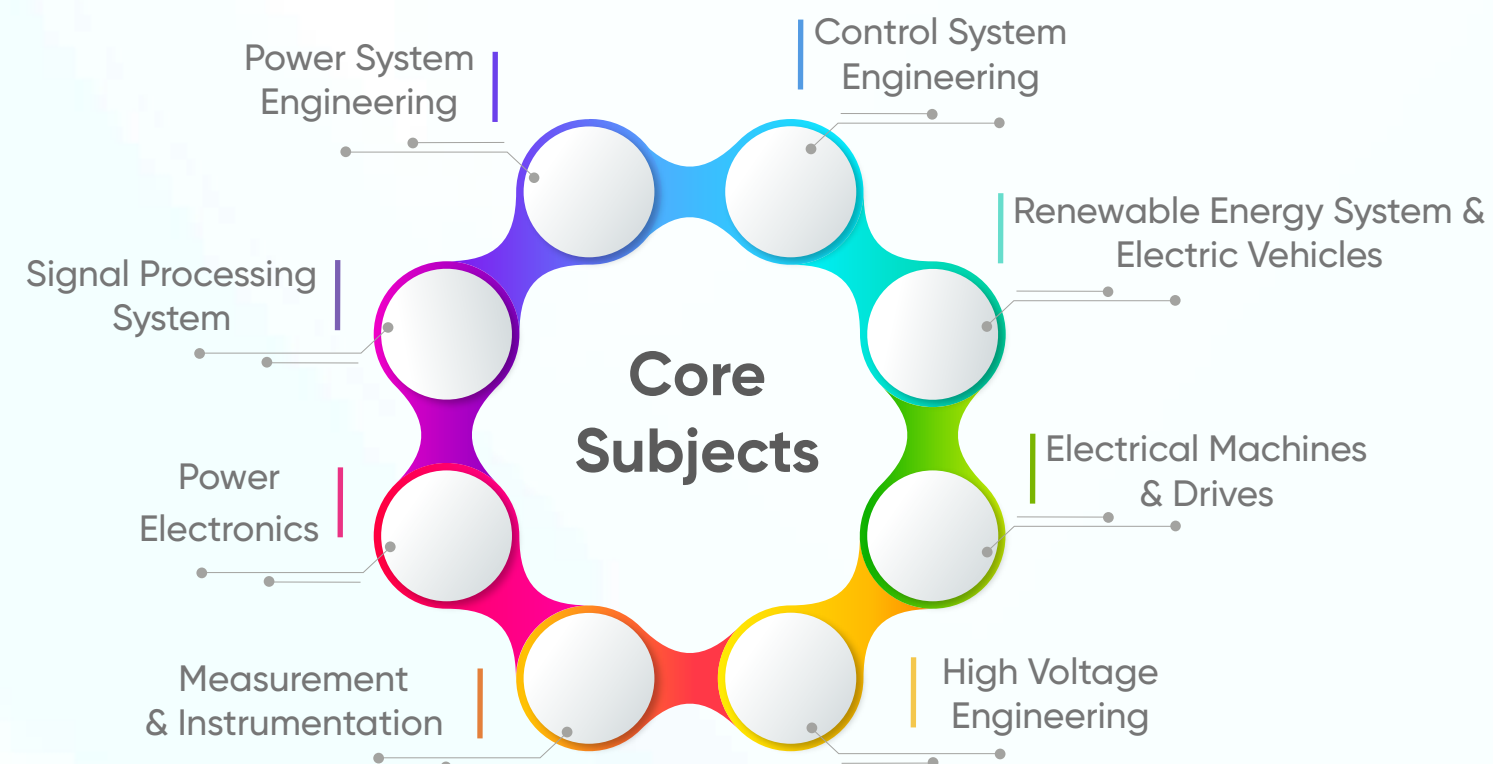 Power System
Engineering
Control System
Engineering
Renewable Energy System &
Electric Vehicles
Signal Processing
System
Core
Subjects
Electrical Machines
& Drives
Power
Electronics
Measurement
& Instrumentation
High Voltage
Engineering